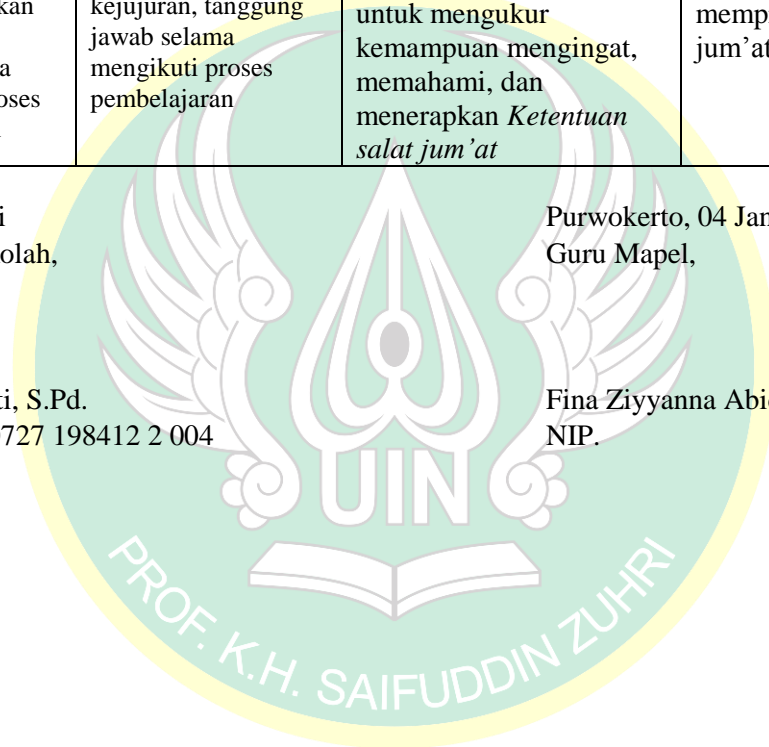 kan
oses
kejujuran, tanggung
jawab selama
mengikuti proses
pembelajaran
untuk mengukur
kemampuan mengingat,
memahami, dan
menerapkan Ketentuan
salat jum’at
memp
jum’at
i
olah,
Purwokerto, 04 Jan
Guru Mapel,
ti, S.Pd.
727 198412 2 004
Fina Ziyyanna Abi
NIP.
UIN
PROF. K.H. SAIFUDDIN ZUHRI